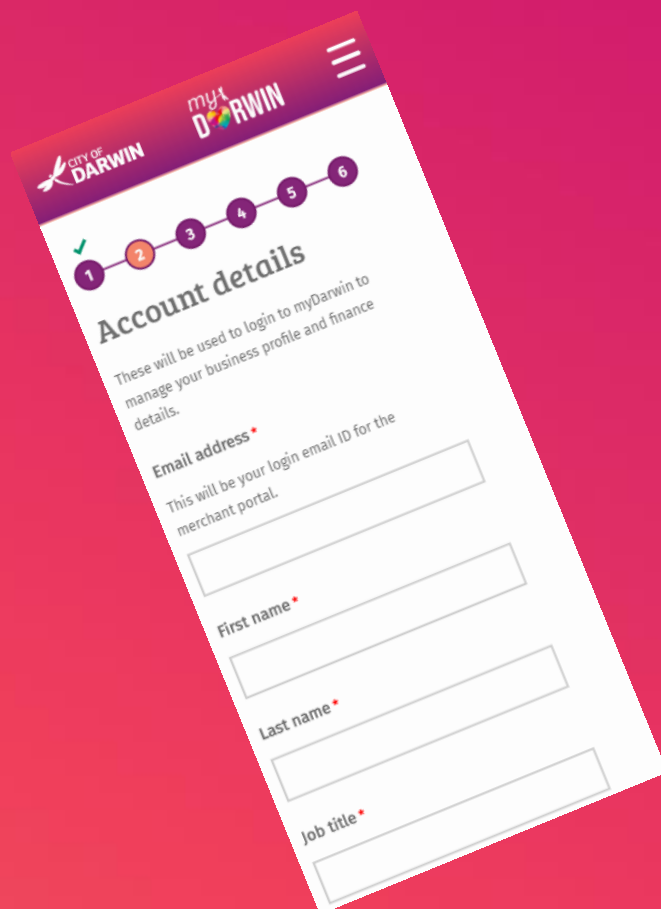 CITY OF
DARWIN
my
DARWIN
1 2 3 4 5 6
Account details
These will be used to login to myDarwin to
manage your business profile and finance
details.
Email address*
This will be your login email ID for the
merchant portal.
First name*
Last name*
Job title*